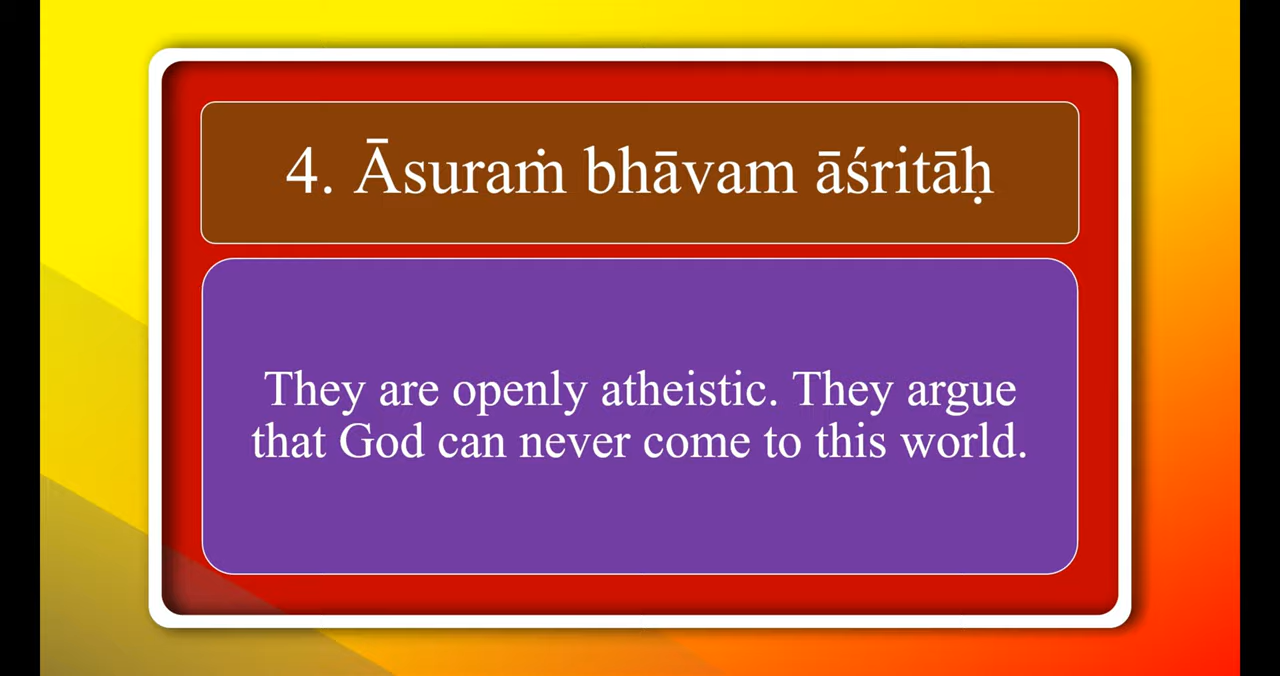 4. Āsuraṁ bhāvam āśritāḥ
They are openly atheistic. They argue
that God can never come to this world.